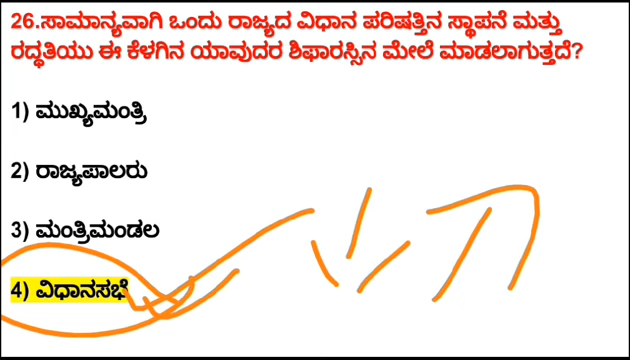 26.ಸಾಮಾನ್ಯವಾಗಿ ಒಂದು ರಾಜ್ಯದ ವಿಧಾನ ಪರಿಷತ್ತಿನ ಸ್ಥಾಪನೆ ಮತ್ತು
ರದ್ಧತಿಯು ಈ ಕೆಳಗಿನ ಯಾವುದರ ಶಿಫಾರಸ್ಸಿನ ಮೇಲೆ ಮಾಡಲಾಗುತ್ತದೆ?
1) ಮುಖ್ಯಮಂತ್ರಿ
2) ರಾಜ್ಯಪಾಲರು
3) ಮಂತ್ರಿಮಂಡಲ
4) ವಿಧಾನಸಭೆ